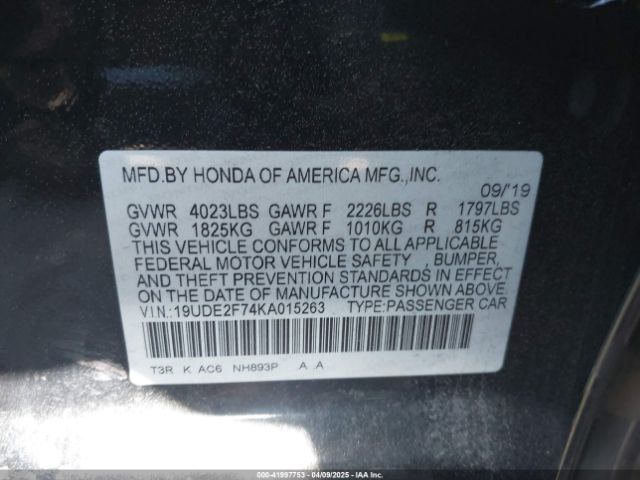 MFD.BY HONDA OF AMERICA MFG.,INC.
09/'19
GVWR 4023LBS GAWR F 2226LBS R 1797LBS
GVWR 1825KG GAWR F 1010KG R 815KG
THIS VEHICLE CONFORMS TO ALL APPLICABLE
FEDERAL MOTOR VEHICLE SAFETY , BUMPER,
AND THEFT PREVENTION STANDARDS IN EFFECT
ON THE DATE OF MANUFACTURE SHOWN ABOVE.
VIN:19UDE2F74KA015263 TYPE:PASSENGER CAR
T3R K AC6 NH893P .A .A
000-41997753 - 04/09/2025 - IAA Inc.